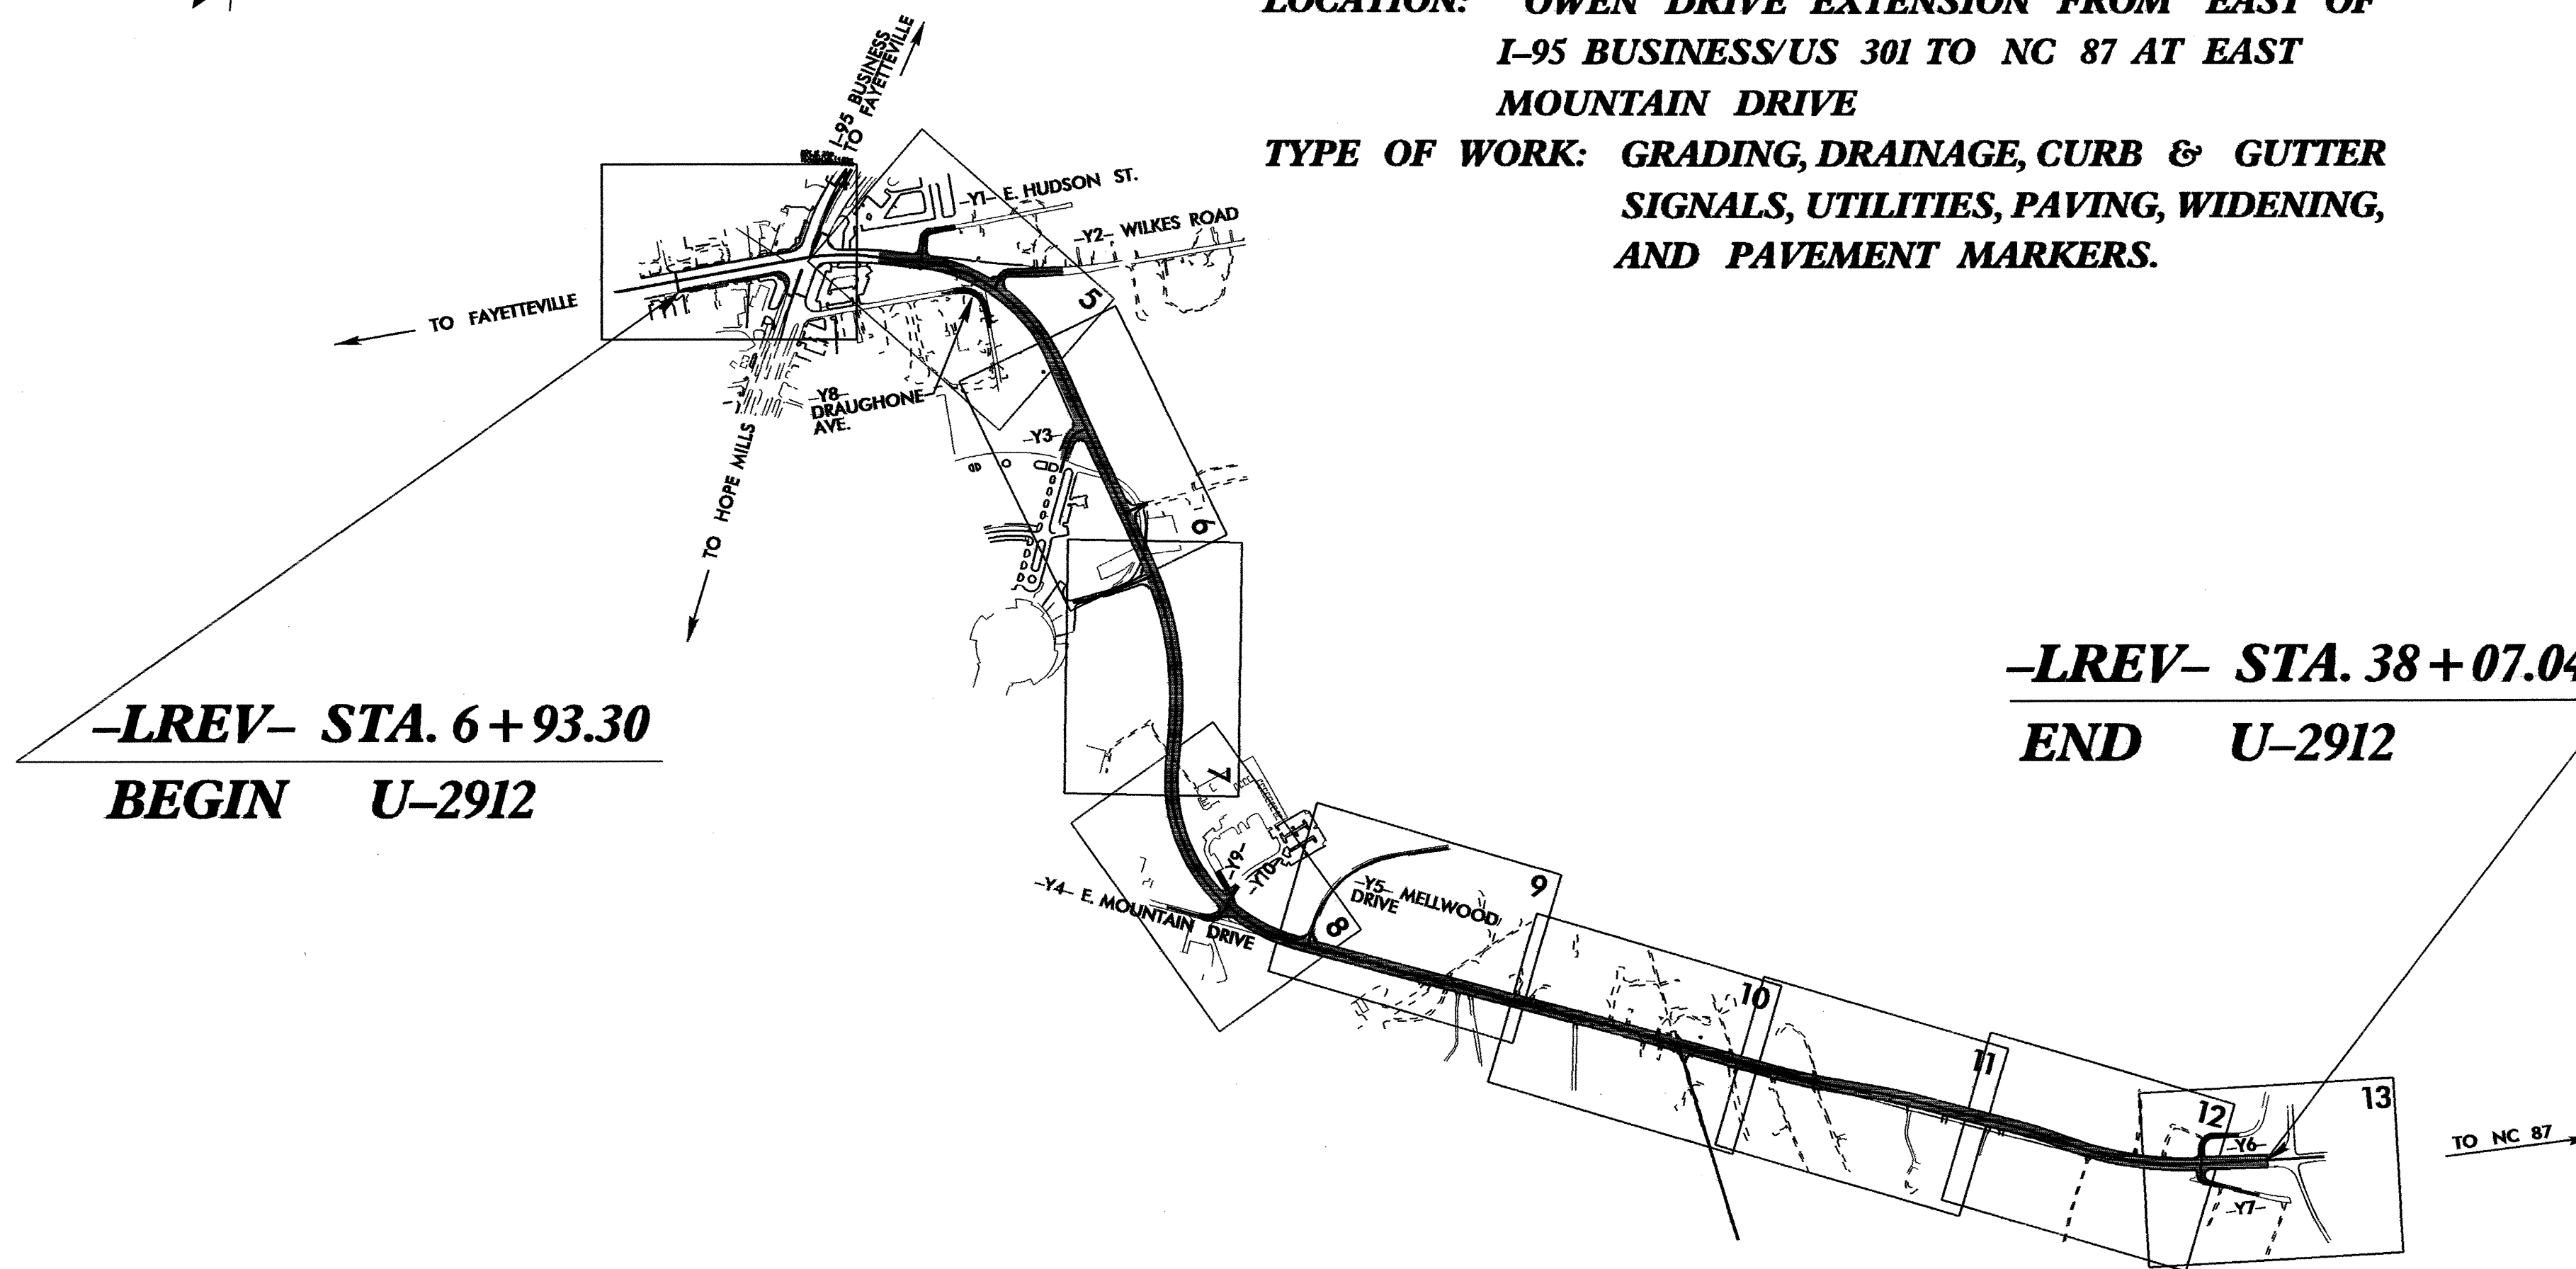 LOCATION: OWEN DRIVE EXTENSION FROM EAST OF
I–95 BUSINESS/US 301 TO NC 87 AT EAST
MOUNTAIN DRIVE
TYPE OF WORK: GRADING, DRAINAGE, CURB & GUTTER
SIGNALS, UTILITIES, PAVING, WIDENING,
AND PAVEMENT MARKERS.
I–95 BUSINESS
TO FAYETTEVILLE
–Y1– E. HUDSON ST.
–Y2– WILKES ROAD
TO FAYETTEVILLE
5
–Y8–
DRAUGHONE
AVE.
–Y3–
TO HOPE MILLS
6
–LREV– STA. 6+93.30
BEGIN U–2912
–LREV– STA. 38+07.04
END U–2912
7
–Y9–
–Y10–
–Y4– E. MOUNTAIN DRIVE
–Y5– MELLWOOD
DRIVE
8
9
10
11
12
13
–Y6–
–Y7–
TO NC 87